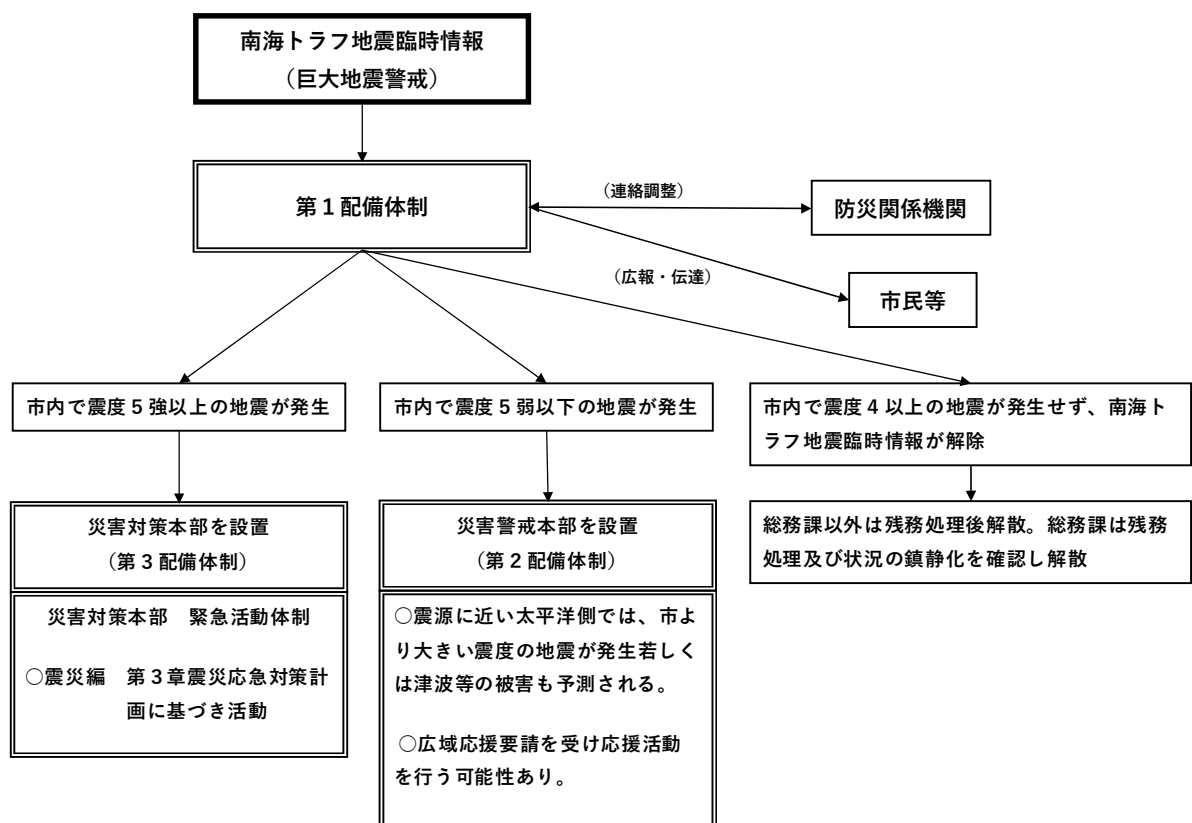 南海トラフ地震臨時情報
（巨大地震警戒）
第１配備体制
（連絡調整）
防災関係機関
（広報・伝達）
市民等
市内で震度５強以上の地震が発生
市内で震度５弱以下の地震が発生
市内で震度４以上の地震が発生せず、南海ト
ラフ地震臨時情報が解除
災害対策本部を設置
（第３配備体制）
災害対策本部　緊急活動体制
○震災編　第３章震災応急対策計
画に基づき活動
災害警戒本部を設置
（第２配備体制）
○震源に近い太平洋側では、市よ
り大きい震度の地震が発生若しく
は津波等の被害も予測される。
○広域応援要請を受け応援活動
を行う可能性あり。
総務課以外は残務処理後解散。総務課は残務
処理及び状況の鎮静化を確認し解散